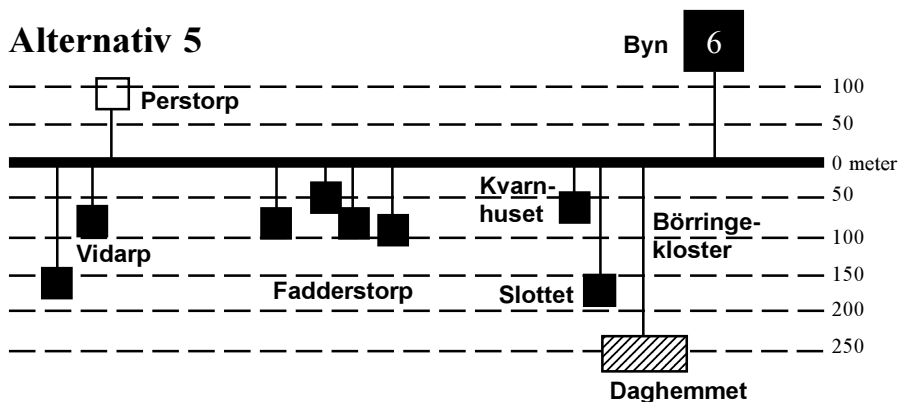 Alternativ 5
Byn 6
100
Perstorp
50
0 meter
50
Kvarn-
huset
Börringe-
kloster
100
Vidarp
150
Fadderstorp
Slottet
200
250
Daghemmet